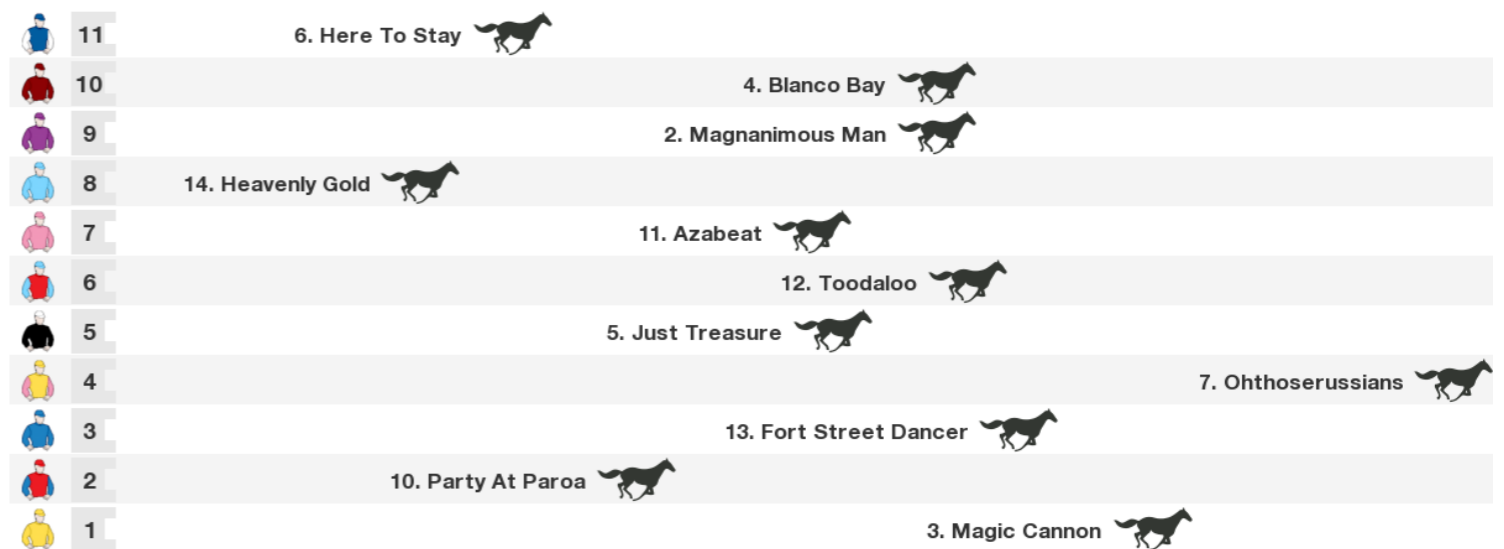 11 6. Here To Stay
10 4. Blanco Bay
9 2. Magnanimous Man
8 14. Heavenly Gold
7 11. Azabeat
6 12. Toodaloo
5 5. Just Treasure
4 7. Ohthoserussians
3 13. Fort Street Dancer
2 10. Party At Paroa
1 3. Magic Cannon